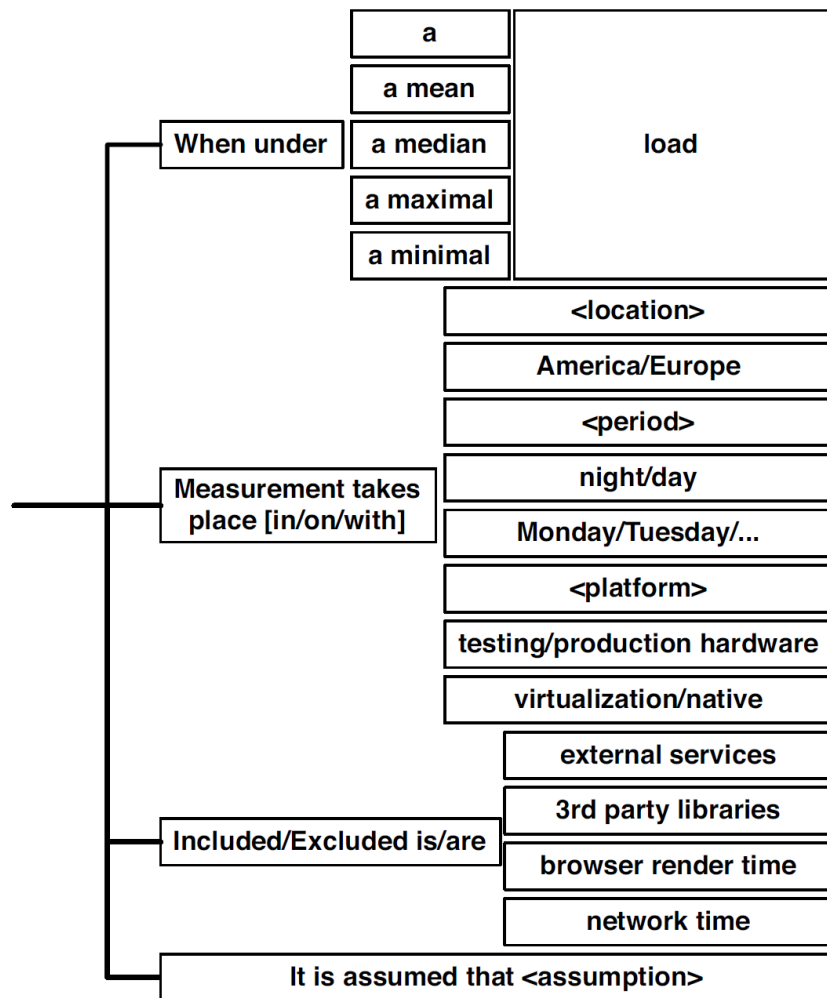 a
a mean
When under
a median
load
a maximal
a minimal
<location>
America/Europe
<period>
night/day
Measurement takes
place [in/on/with]
Monday/Tuesday/...
<platform>
testing/production hardware
virtualization/native
external services
3rd party libraries
Included/Excluded is/are
browser render time
network time
It is assumed that <assumption>